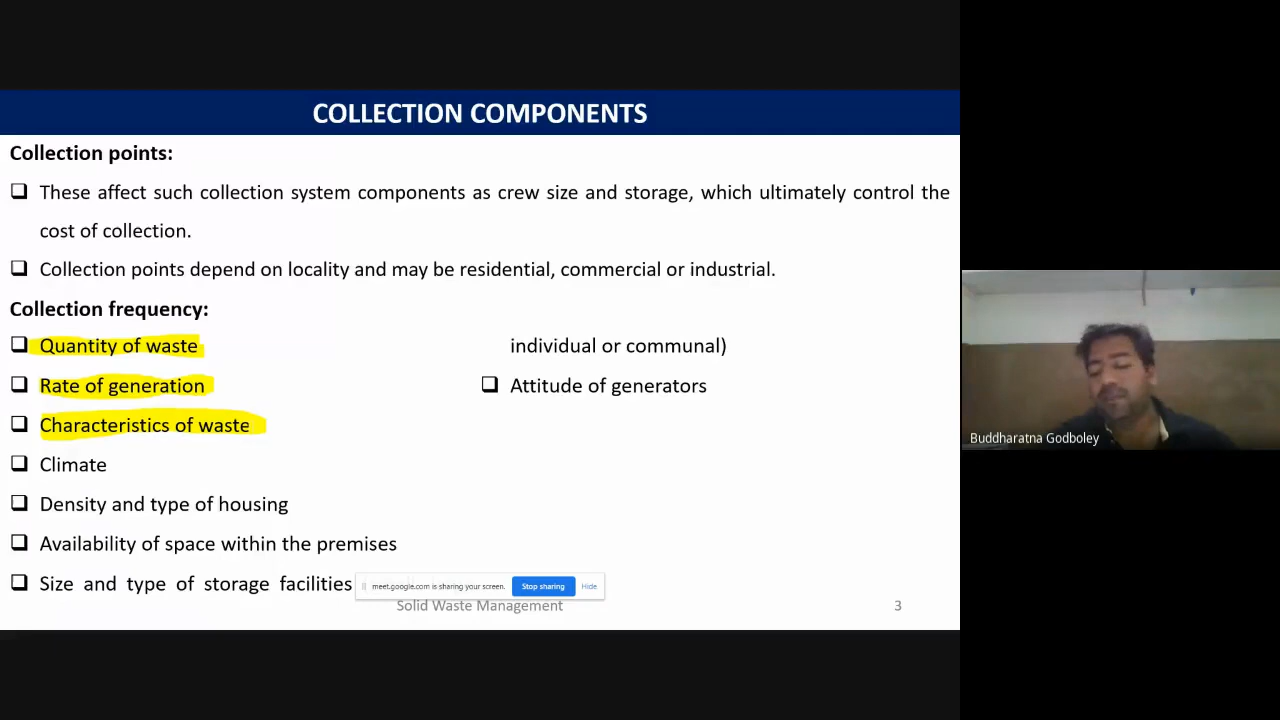 COLLECTION COMPONENTS
Collection points:
❑ These affect such collection system components as crew size and storage, which ultimately control the
cost of collection.
❑ Collection points depend on locality and may be residential, commercial or industrial.
Collection frequency:
❑ Quantity of waste
❑ Rate of generation
❑ Characteristics of waste
❑ Climate
❑ Density and type of housing
❑ Availability of space within the premises
❑ Size and type of storage facilities
individual or communal)
❑ Attitude of generators
meet.google.com is sharing your screen. Stop sharing Hide
Solid Waste Management 3
Buddharatna Godboley